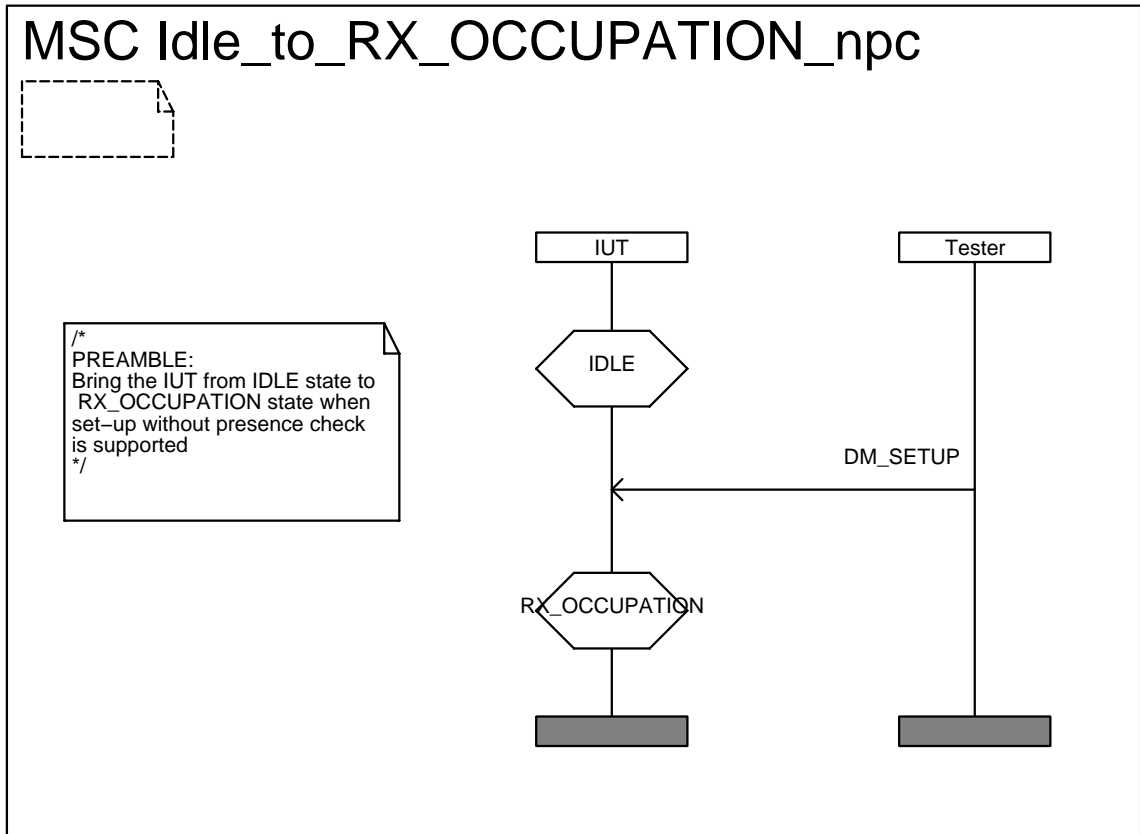 MSC Idle_to_RX_OCCUPATION_npc
IUT
Tester
/*
PREAMBLE:
Bring the IUT from IDLE state to
RX_OCCUPATION state when
set−up without presence check
is supported
*/
IDLE
DM_SETUP
RX_OCCUPATION